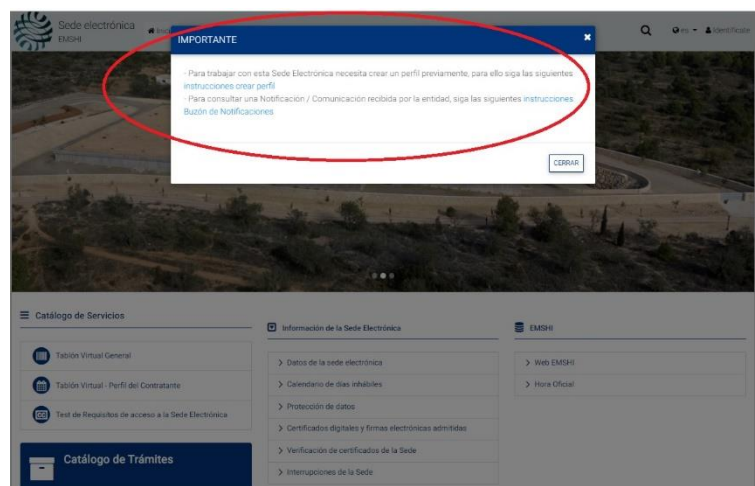 Sede electrónica
EMSHI
Inicio
es
Identifícate
IMPORTANTE
- Para trabajar con esta Sede Electrónica necesita crear un perfil previamente, para ello siga las siguientes
instrucciones crear perfil
- Para consultar una Notificación / Comunicación recibida por la entidad, siga las siguientes instrucciones
Buzón de Notificaciones
CERRAR
Catálogo de Servicios
Tablón Virtual General
Tablón Virtual - Perfil del Contratante
Test de Requisitos de acceso a la Sede Electrónica
Catálogo de Trámites
Información de la Sede Electrónica
> Datos de la sede electrónica
> Calendario de días inhábiles
> Protección de datos
> Certificados digitales y firmas electrónicas admitidas
> Verificación de certificados de la Sede
> Interrupciones de la Sede
EMSHI
> Web EMSHI
> Hora Oficial